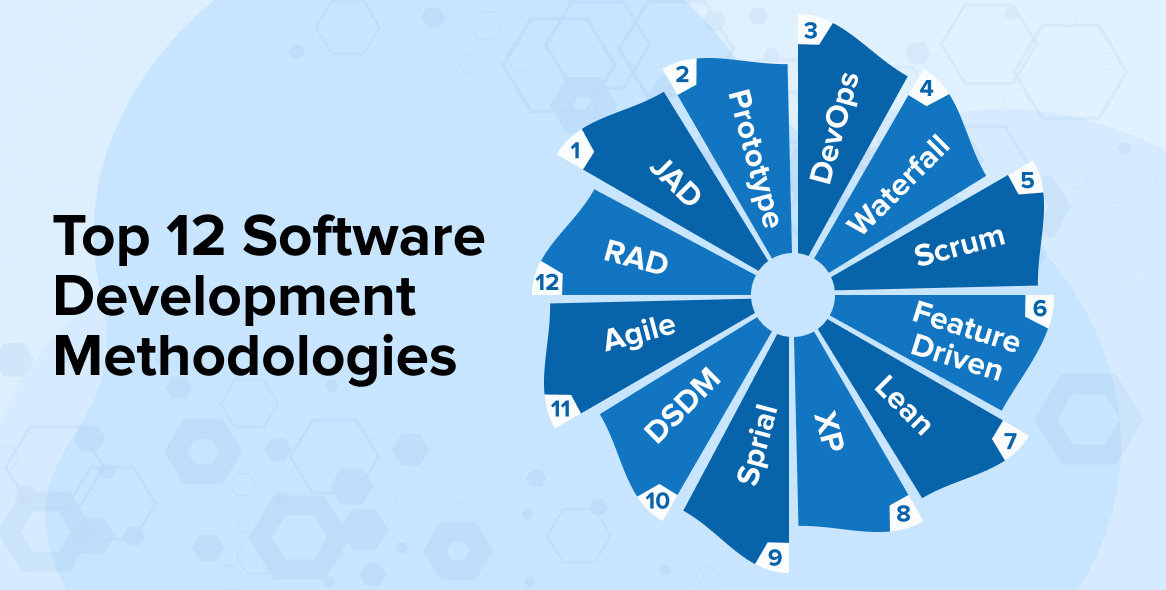 Top 12 Software
Development
Methodologies
1
JAD
2
Prototype
3
DevOps
4
Waterfall
5
Scrum
6
Feature
Driven
7
Lean
8
XP
9
Sprial
10
DSDM
11
Agile
12
RAD